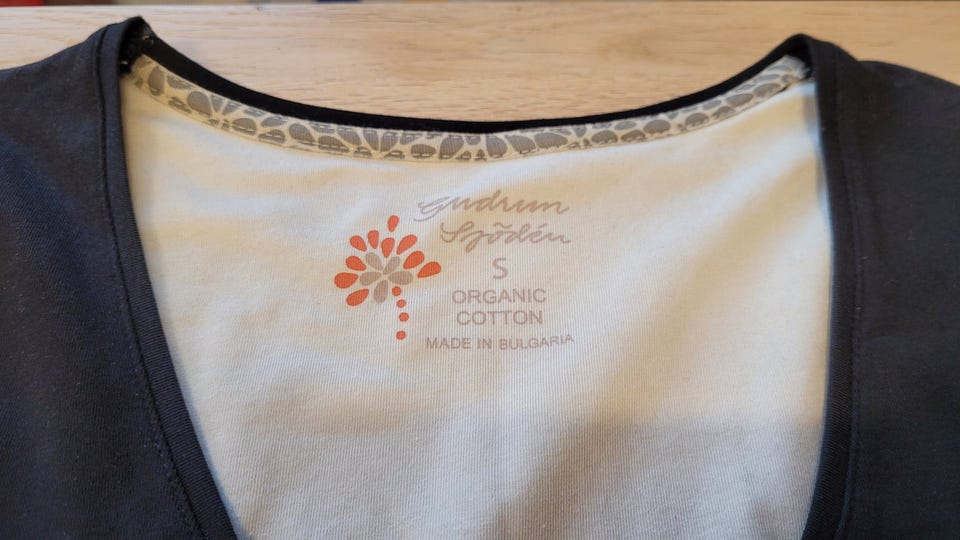 Gudrun
Sjödén
S
ORGANIC
COTTON
MADE IN BULGARIA